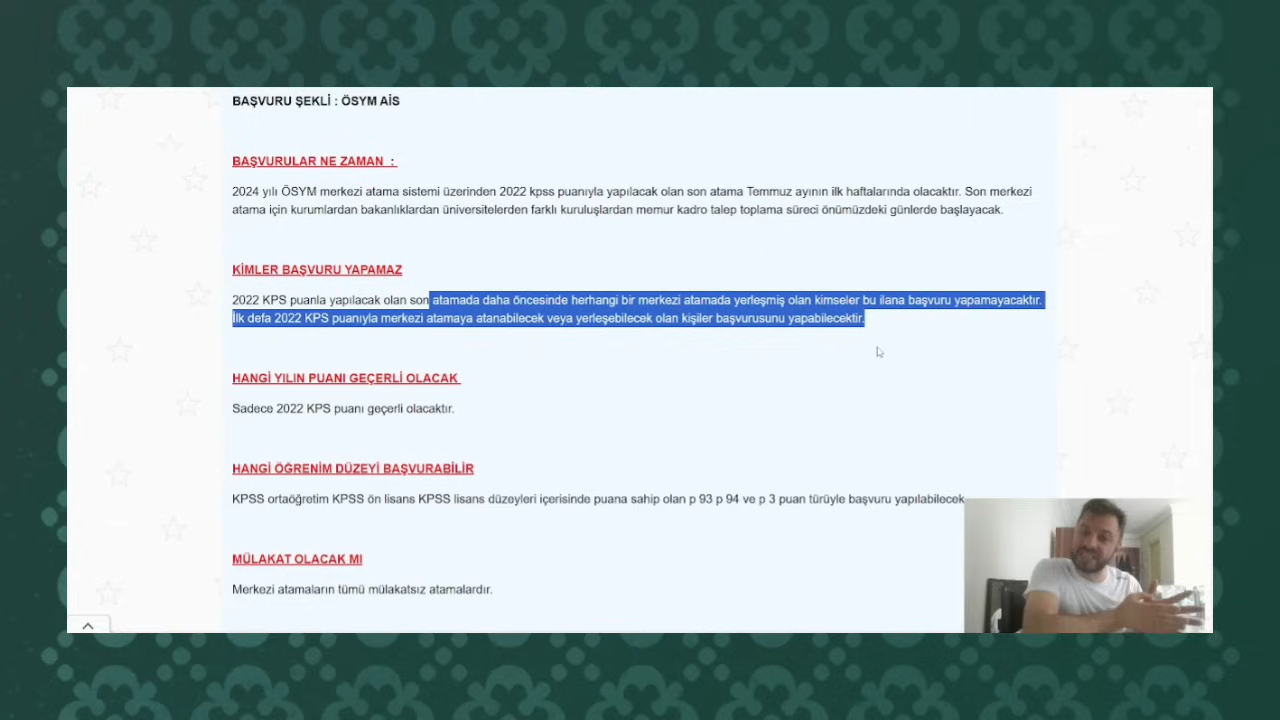 BAŞVURU ŞEKLİ : ÖSYM AİS
BAŞVURULAR NE ZAMAN :
2024 yılı ÖSYM merkezi atama sistemi üzerinden 2022 kpss puanıyla yapılacak olan son atama Temmuz ayının ilk haftalarında olacaktır. Son merkezi
atama için kurumlardan bakanlıklardan üniversitelerden farklı kuruluşlardan memur kadro talep toplama süreci önümüzdeki günlerde başlayacak.
KİMLER BAŞVURU YAPAMAZ
2022 KPS puanla yapılacak olan son atamada daha öncesinde herhangi bir merkezi atamada yerleşmiş olan kimseler bu ilana başvuru yapamayacaktır.
İlk defa 2022 KPS puanıyla merkezi atamaya atanabilecek veya yerleşebilecek olan kişiler başvurusunu yapabilecektir.
HANGİ YILIN PUANI GEÇERLİ OLACAK
Sadece 2022 KPS puanı geçerli olacaktır.
HANGİ ÖĞRENİM DÜZEYİ BAŞVURABİLİR
KPSS ortaöğretim KPSS ön lisans KPSS lisans düzeyleri içerisinde puana sahip olan p 93 p 94 ve p 3 puan türüyle başvuru yapılabilecek
MÜLAKAT OLACAK MI
Merkezi atamaların tümü mülakatsız atamalardır.